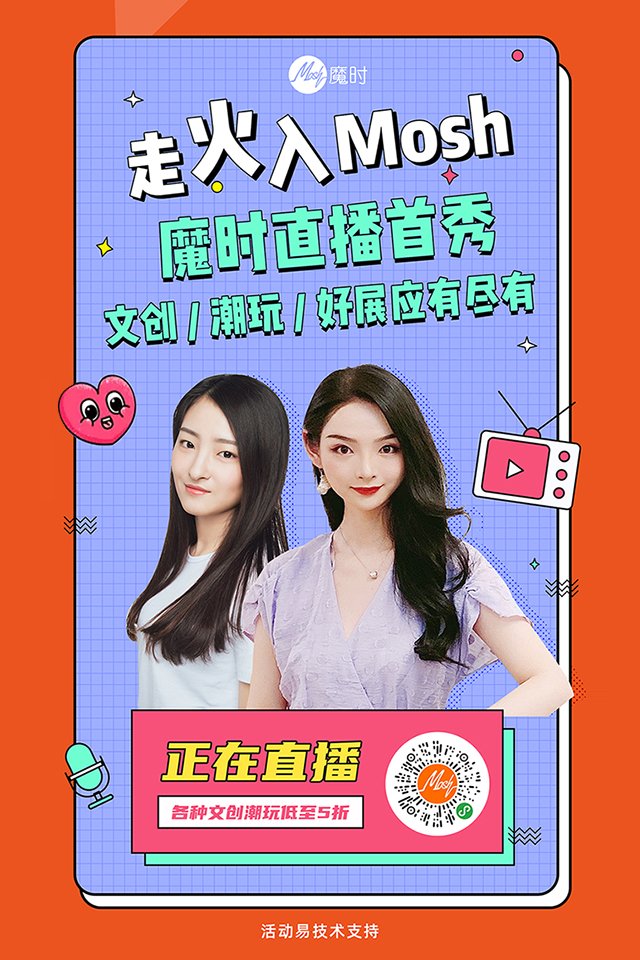 Mosh 魔时
走火入Mosh
魔时直播首秀
文创/潮玩/好展应有尽有
正在直播
各种文创潮玩低至5折
Mosh
活动易技术支持